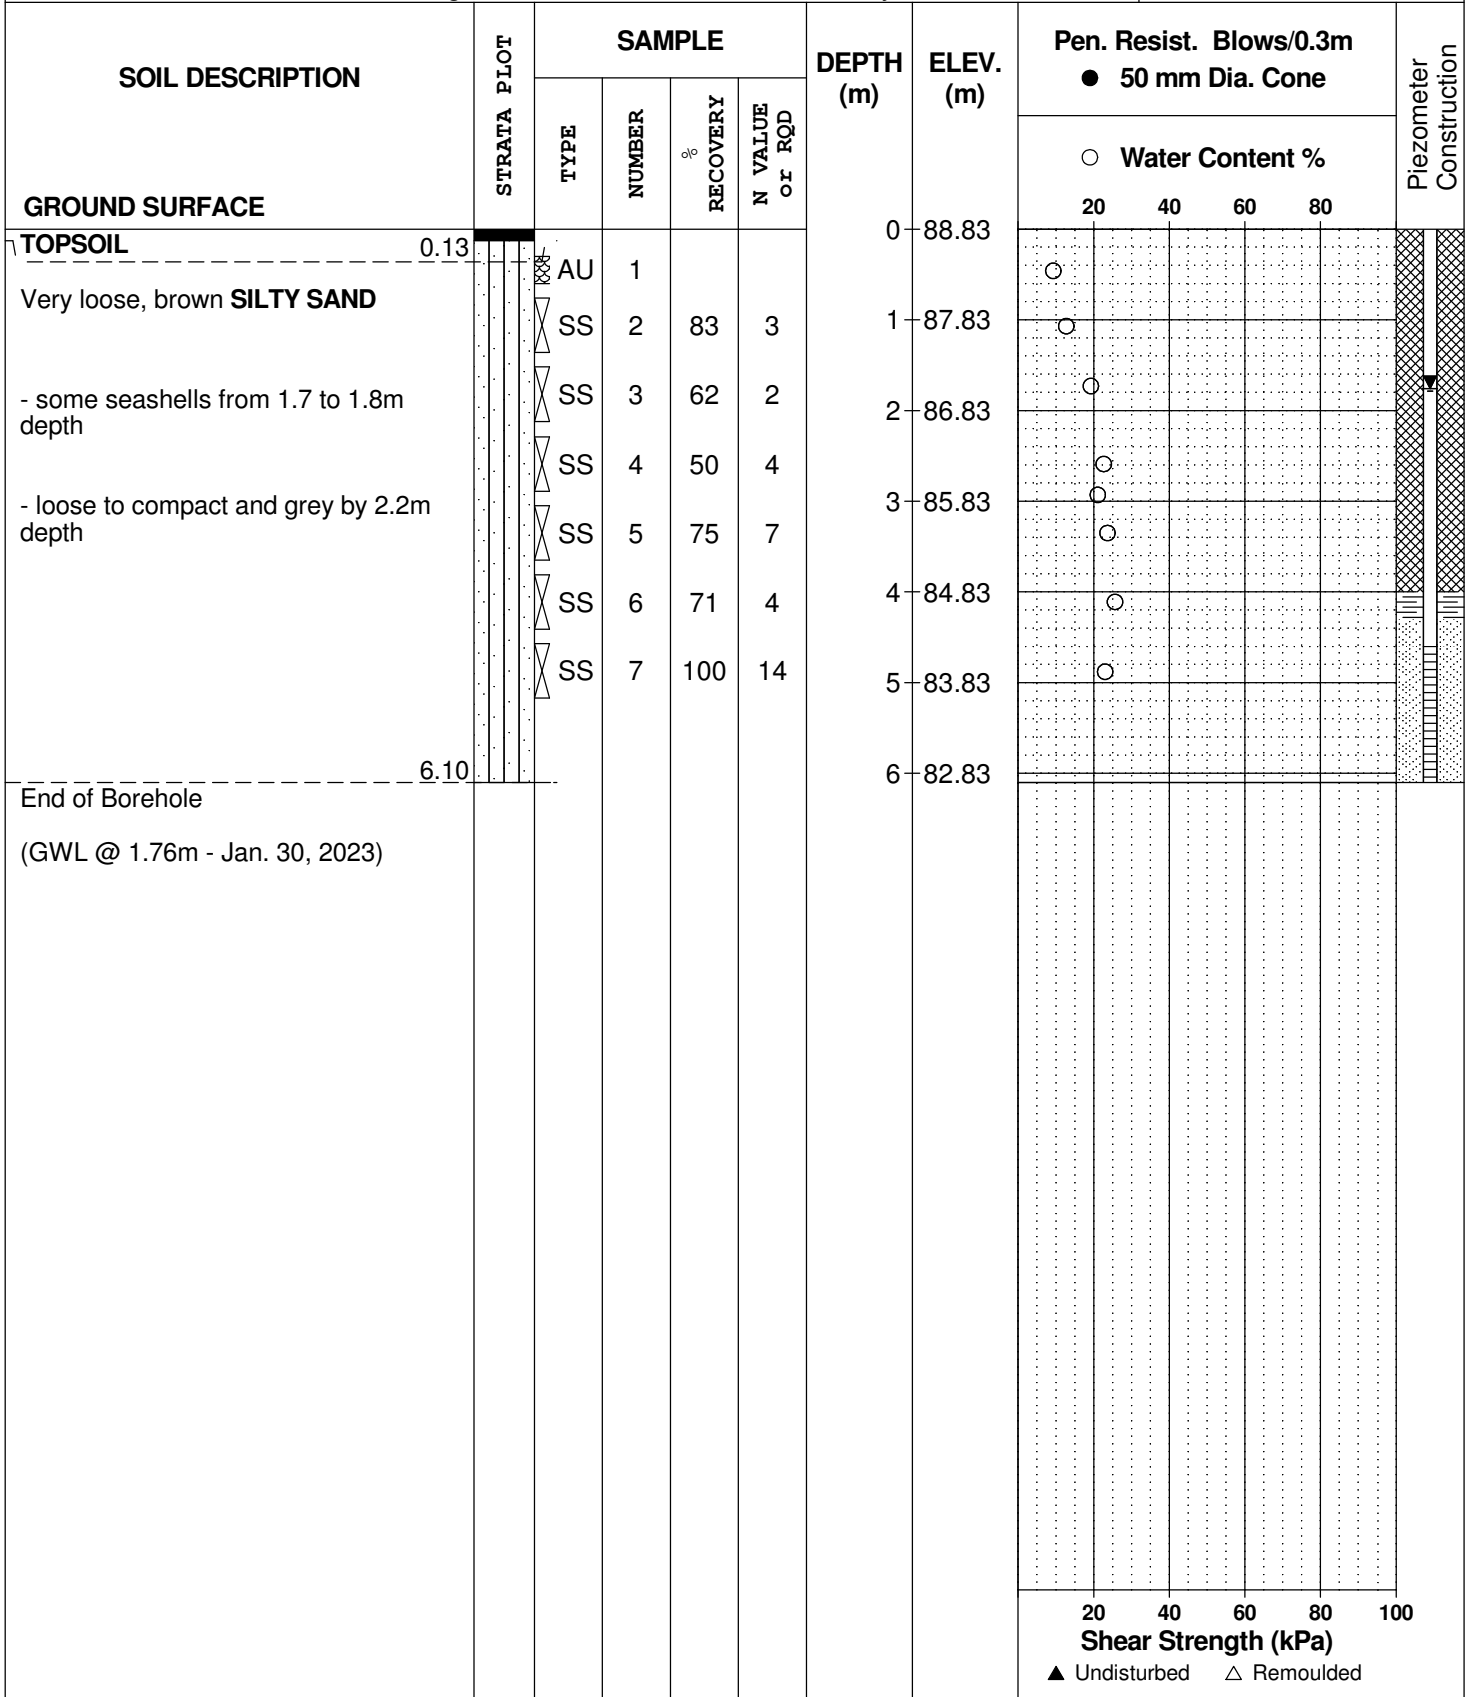 SOIL DESCRIPTION
GROUND SURFACE
STRATA PLOT
SAMPLE
TYPE
NUMBER
%
RECOVERY
N VALUE
or RQD
DEPTH
(m)
ELEV.
(m)
Pen. Resist. Blows/0.3m
● 50 mm Dia. Cone
○ Water Content %
20 40 60 80
Piezometer
Construction
0 88.83
TOPSOIL 0.13
AU 1
Very loose, brown SILTY SAND
SS 2 83 3
1 87.83
- some seashells from 1.7 to 1.8m
depth
SS 3 62 2
2 86.83
SS 4 50 4
- loose to compact and grey by 2.2m
depth
3 85.83
SS 5 75 7
SS 6 71 4
4 84.83
SS 7 100 14
5 83.83
6.10
6 82.83
End of Borehole
(GWL @ 1.76m - Jan. 30, 2023)
20 40 60 80 100
Shear Strength (kPa)
▲ Undisturbed △ Remoulded